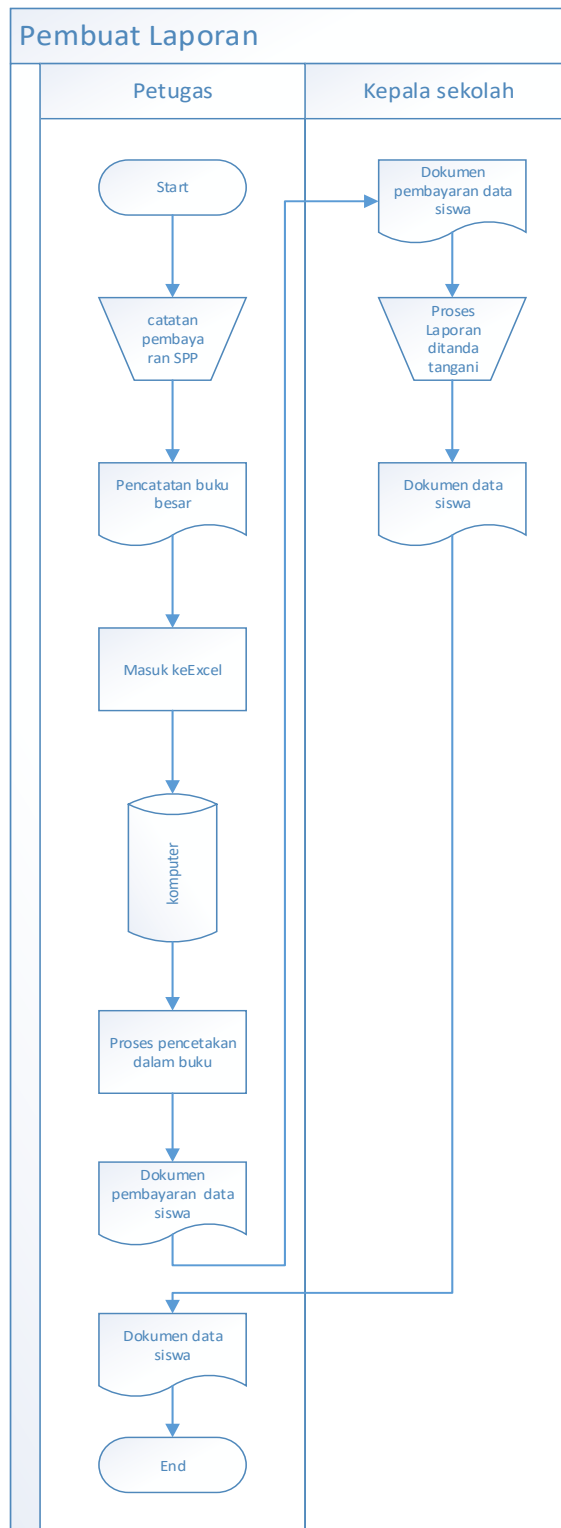 Pembuat Laporan
Petugas
Kepala sekolah
Start
catatan
pembaya
ran SPP
Pencatatan buku
besar
Masuk keExcel
komputer
Proses pencetakan
dalam buku
Dokumen
pembayaran data
siswa
Dokumen
pembayaran data
siswa
Proses
Laporan
ditanda
tangani
Dokumen data
siswa
Dokumen data
siswa
End